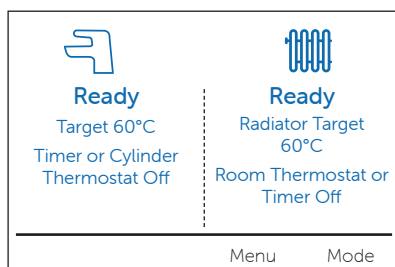 Ready
Target 60°C
Timer or Cylinder
Thermostat Off
Ready
Radiator Target
60°C
Room Thermostat or
Timer Off
Menu Mode